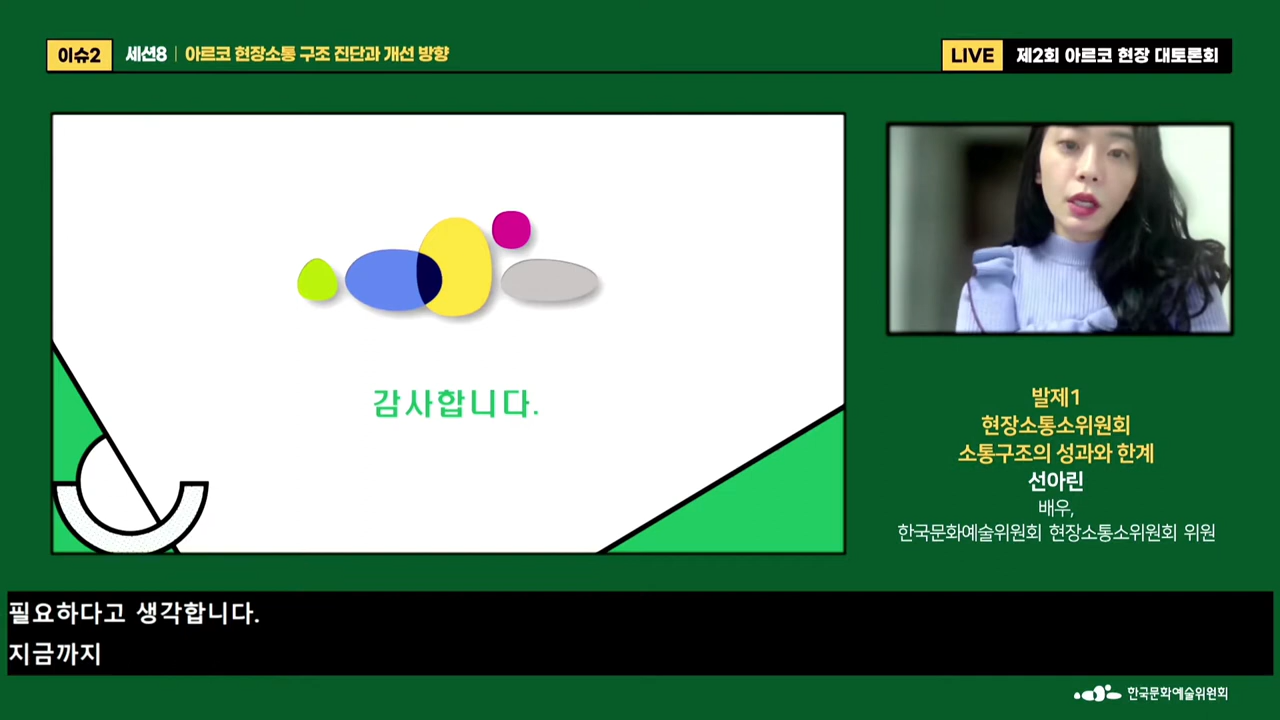 이슈2 세션8 아르코 현장소통 구조 진단과 개선 방향
LIVE 제2회 아르코 현장 대토론회
감사합니다.
발제1
현장소통소위원회
소통구조의 성과와 한계
선아린
배우,
한국문화예술위원회 현장소통소위원회 위원
필요하다고 생각합니다.
지금까지
한국문화예술위원회